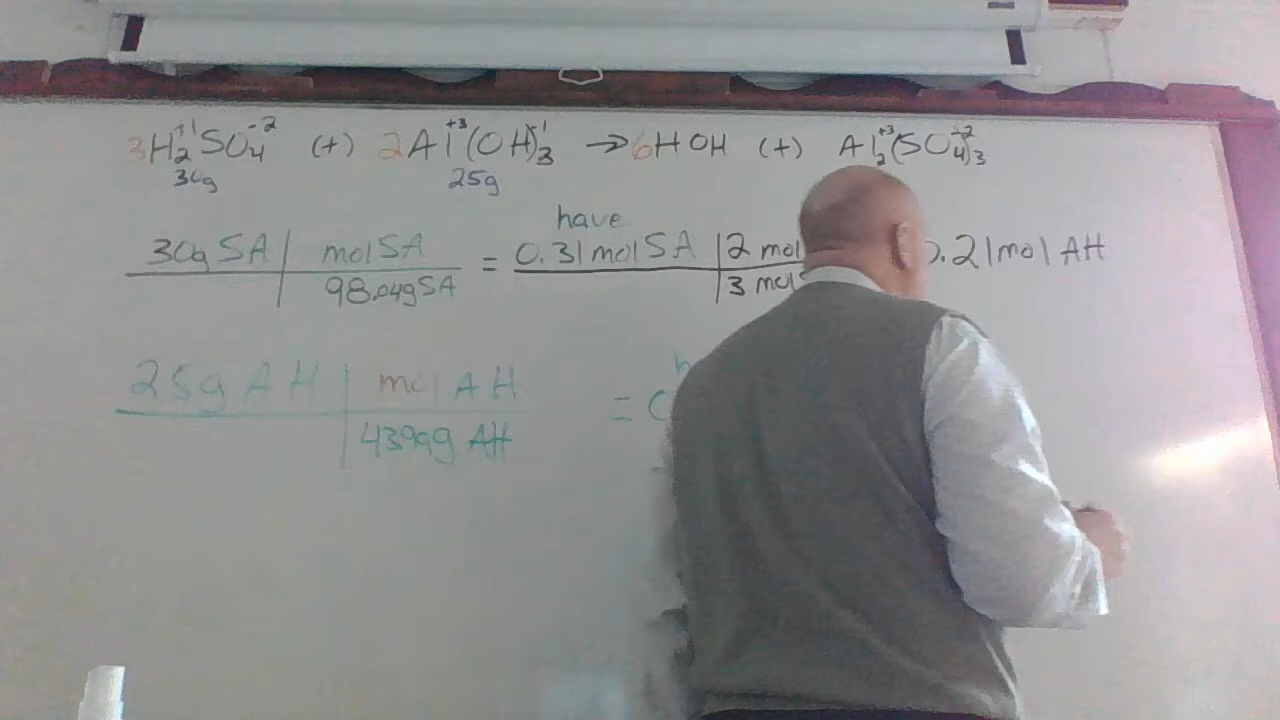 3H₂⁺¹SO₄⁻² (+) 2Al⁺³(OH)₃⁻¹ → 6HOH (+) Al₂⁺³(SO₄)₃⁻²
30g 25g
have
30g SA | mol SA = 0.31 mol SA | 2 mol 0.21 mol AH
98.04g SA 3 mol
25g AH | mol AH =
43.99g AH